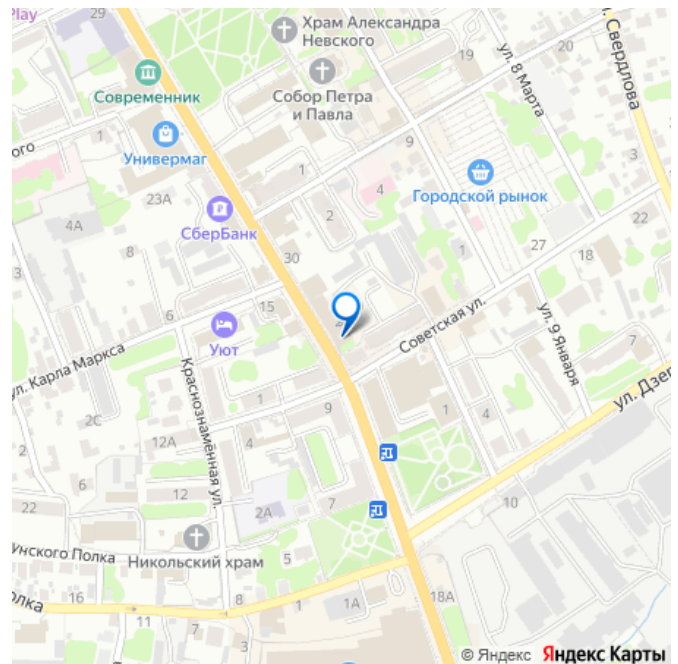 Play
29
Храм Александра
Невского
20
ул. Свердлова
19
ул. 8 Марта
Современник
Собор Петра
и Павла
ого
1
Универмаг
9
1
Городской рынок
4
23А
2
СберБанк
4А
22
27
8
1
18
3
30
6
15
Советская ул.
ул. 9 Января
7
Уют
ул. Карла Маркса
Краснознамённая ул.
ул. Дзер
2С
9
1
4
12А
4
6
12
7
10
22
2А
Унского Полка
Никольский храм
5
олка
16
8
1
1А
18А
11
7
3
© Яндекс Яндекс Карты